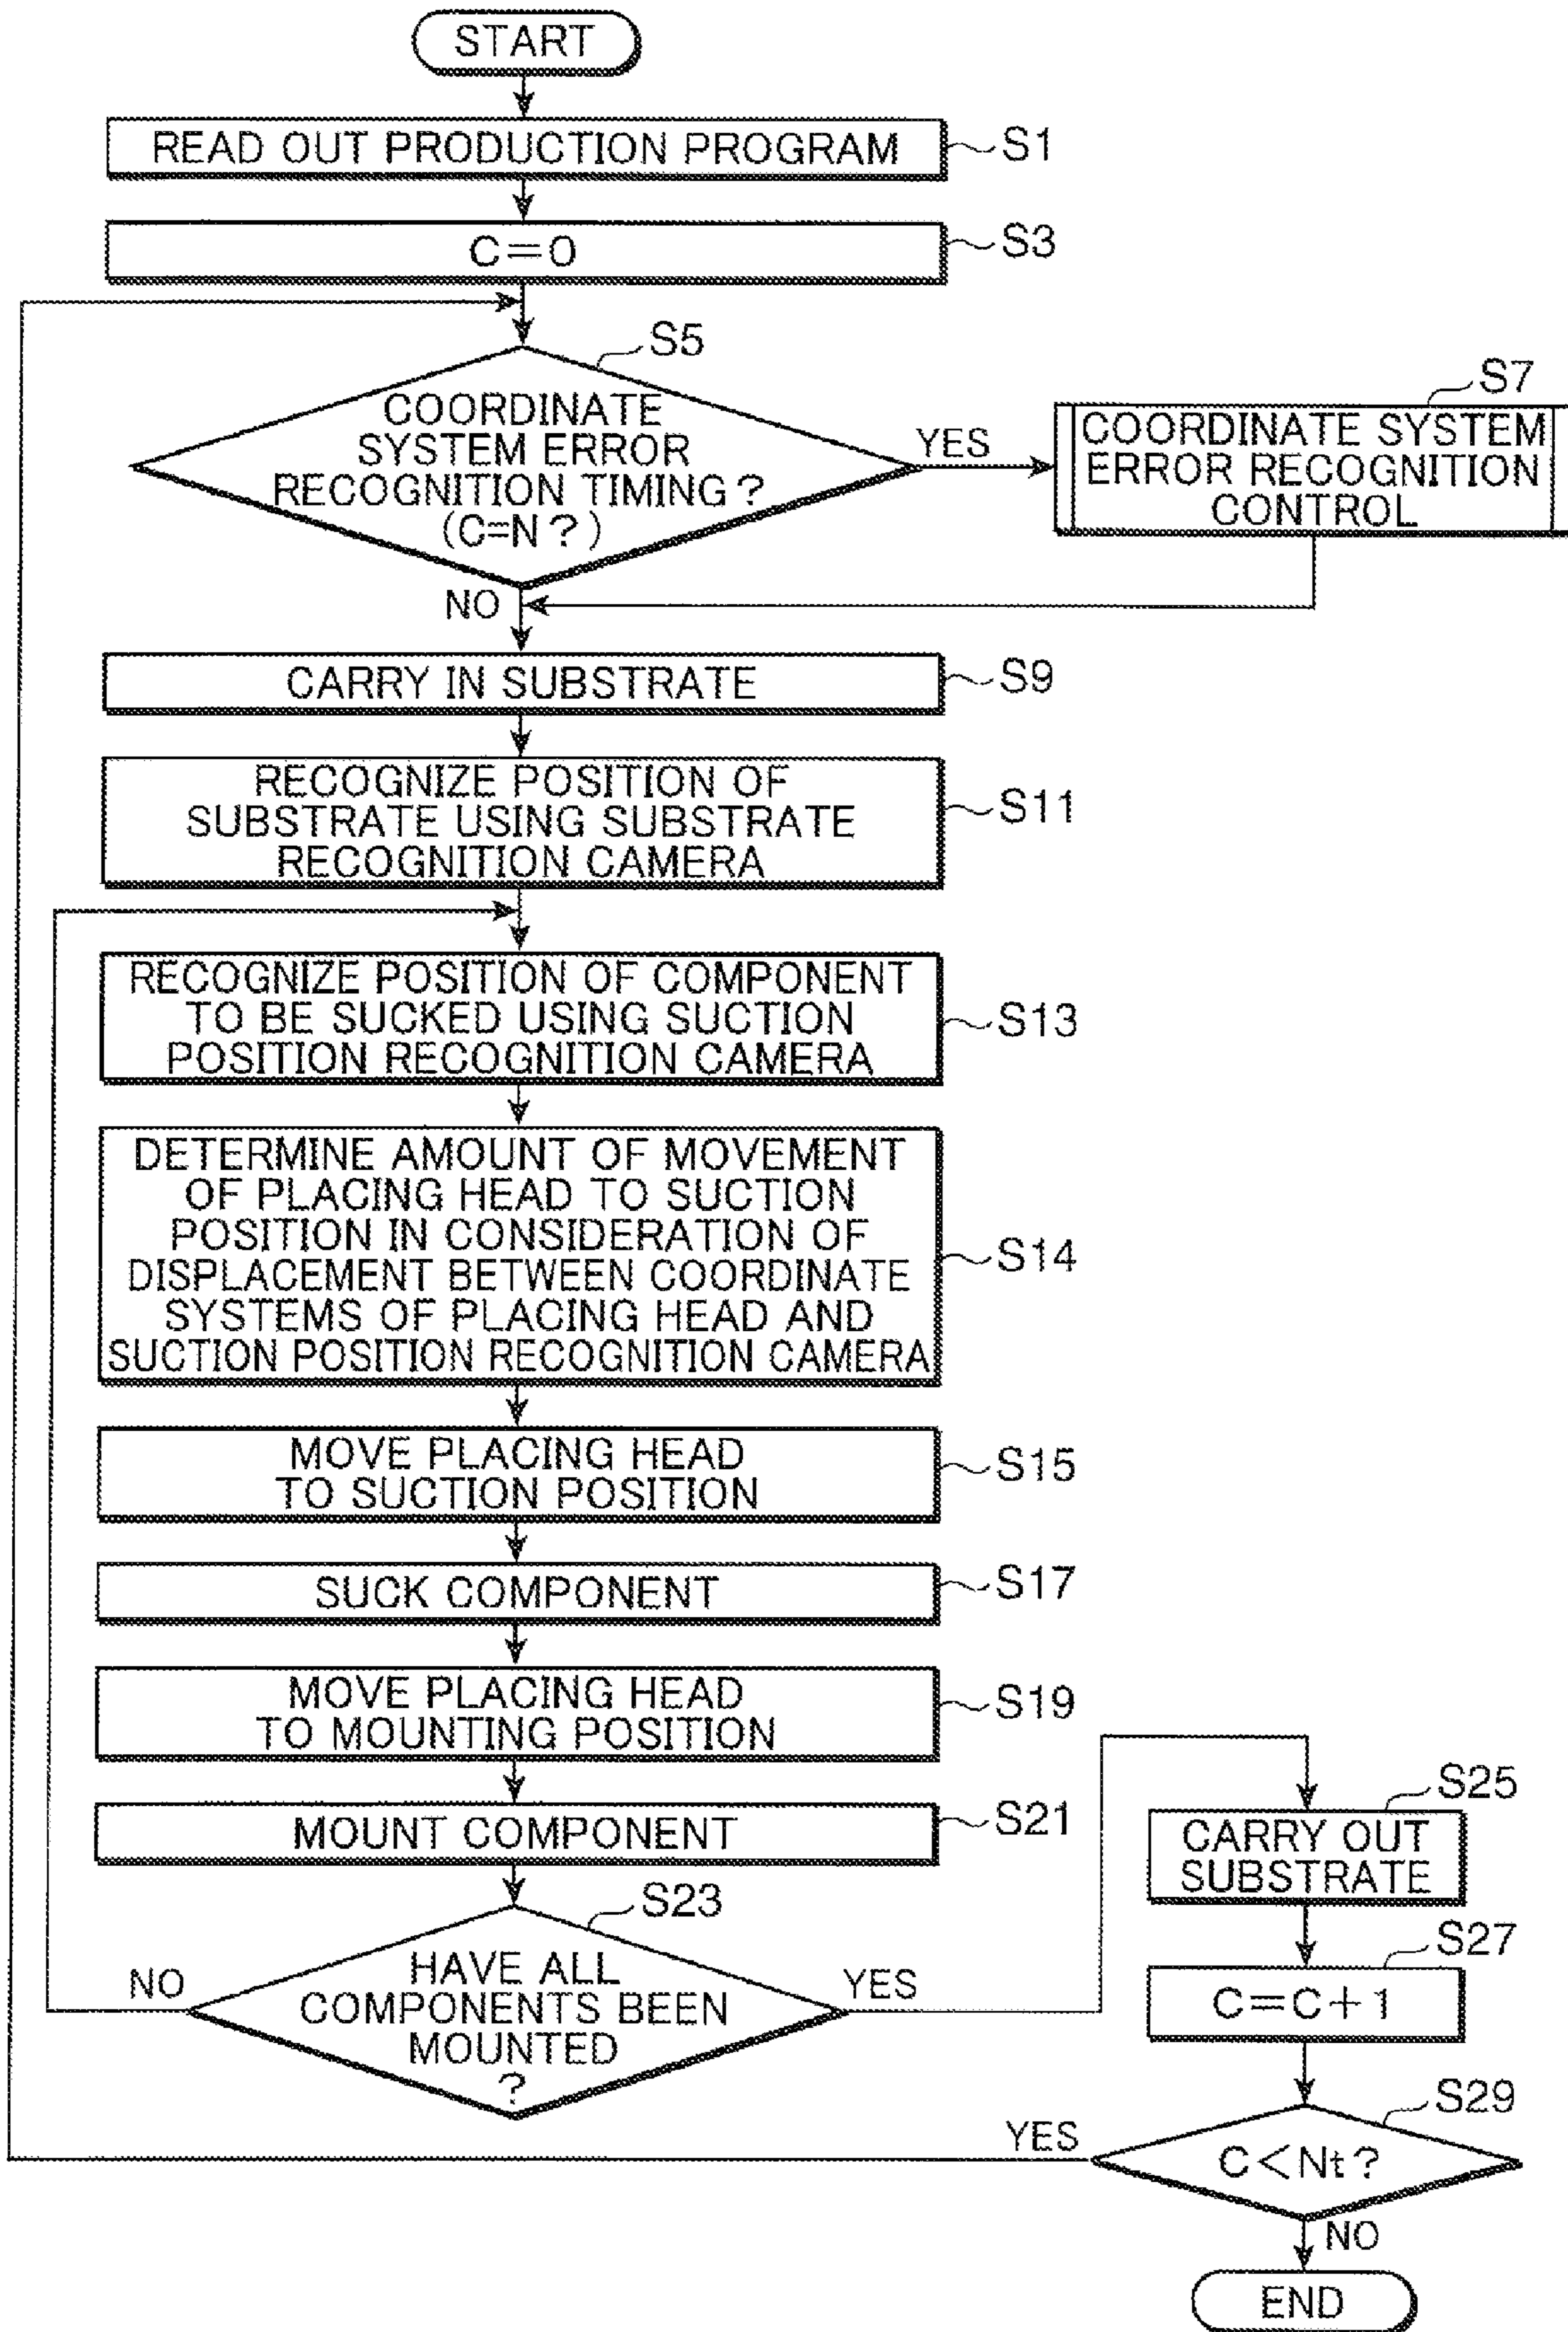 START
READ OUT PRODUCTION PROGRAM
S1
C=0
S3
S5
COORDINATE
SYSTEM ERROR
RECOGNITION TIMING?
(C=N?)
YES
NO
S7
COORDINATE SYSTEM
ERROR RECOGNITION
CONTROL
CARRY IN SUBSTRATE
S9
RECOGNIZE POSITION OF
SUBSTRATE USING SUBSTRATE
RECOGNITION CAMERA
S11
RECOGNIZE POSITION OF COMPONENT
TO BE SUCKED USING SUCTION
POSITION RECOGNITION CAMERA
S13
DETERMINE AMOUNT OF MOVEMENT
OF PLACING HEAD TO SUCTION
POSITION IN CONSIDERATION OF
DISPLACEMENT BETWEEN COORDINATE
SYSTEMS OF PLACING HEAD AND
SUCTION POSITION RECOGNITION CAMERA
S14
MOVE PLACING HEAD
TO SUCTION POSITION
S15
SUCK COMPONENT
S17
MOVE PLACING HEAD
TO MOUNTING POSITION
S19
MOUNT COMPONENT
S21
S23
HAVE ALL
COMPONENTS BEEN
MOUNTED
?
NO
YES
S25
CARRY OUT
SUBSTRATE
S27
C=C+1
S29
C<Nt?
YES
NO
END